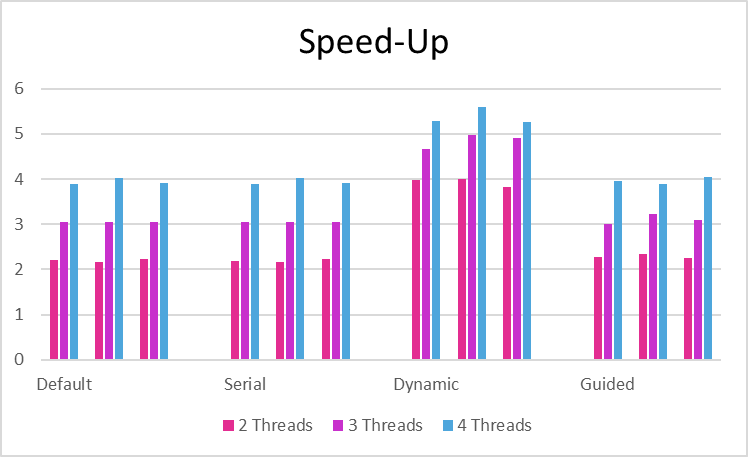 Speed-Up
6
5
4
3
2
1
0
Default Serial Dynamic Guided
2 Threads 3 Threads 4 Threads